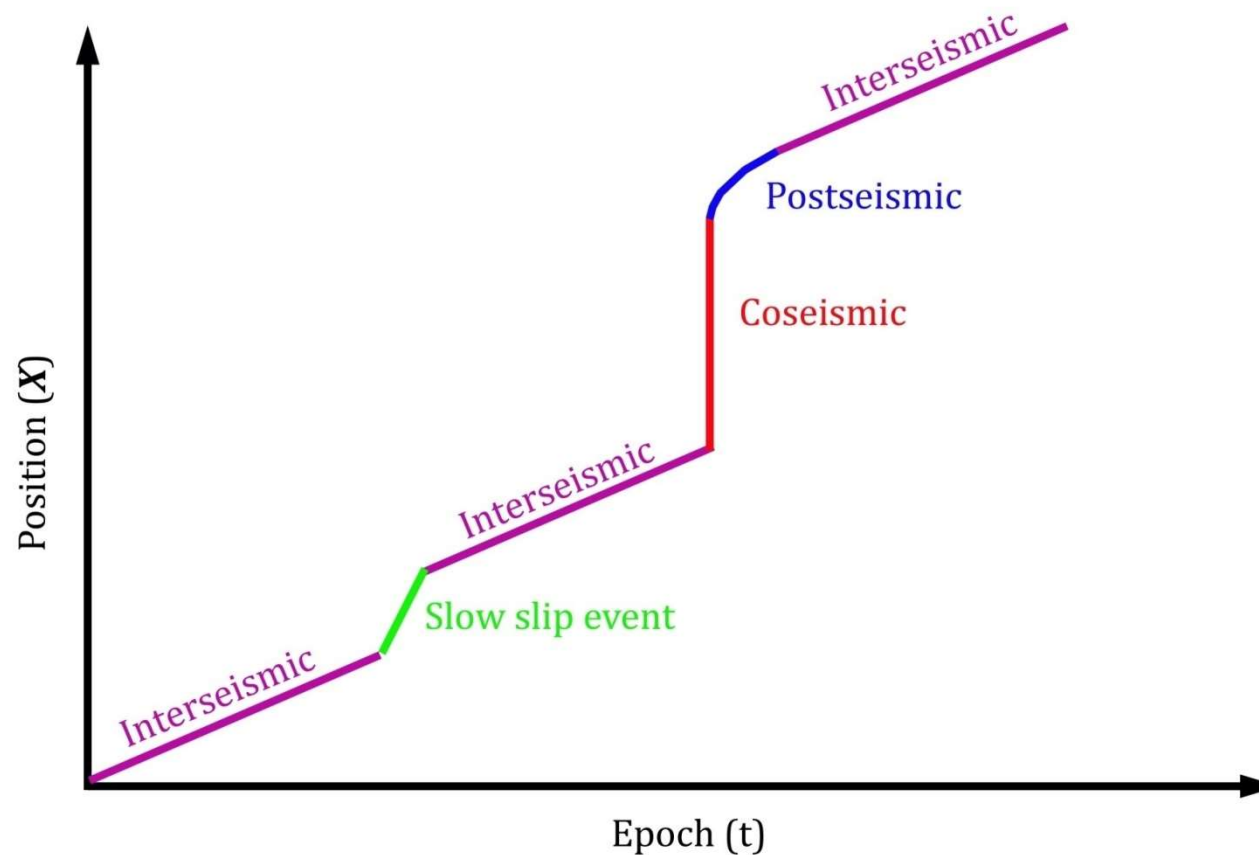 Interseismic
Postseismic
Coseismic
Interseismic
Slow slip event
Interseismic
Position (X)
Epoch (t)